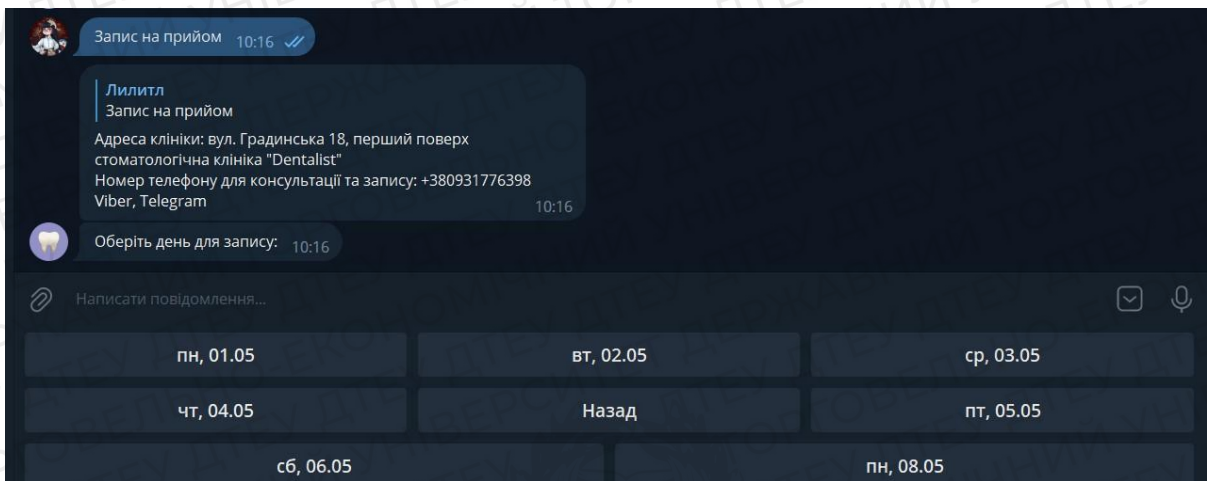 Запис на прийом 10:16
Лилитл
Запис на прийом
Адреса клініки: вул. Градинська 18, перший поверх
стоматологічна клініка "Dentalist"
Номер телефону для консультації та запису: +380931776398
Viber, Telegram 10:16
Оберіть день для запису: 10:16
Написати повідомлення...
пн, 01.05 вт, 02.05 ср, 03.05
чт, 04.05 Назад пт, 05.05
сб, 06.05 пн, 08.05